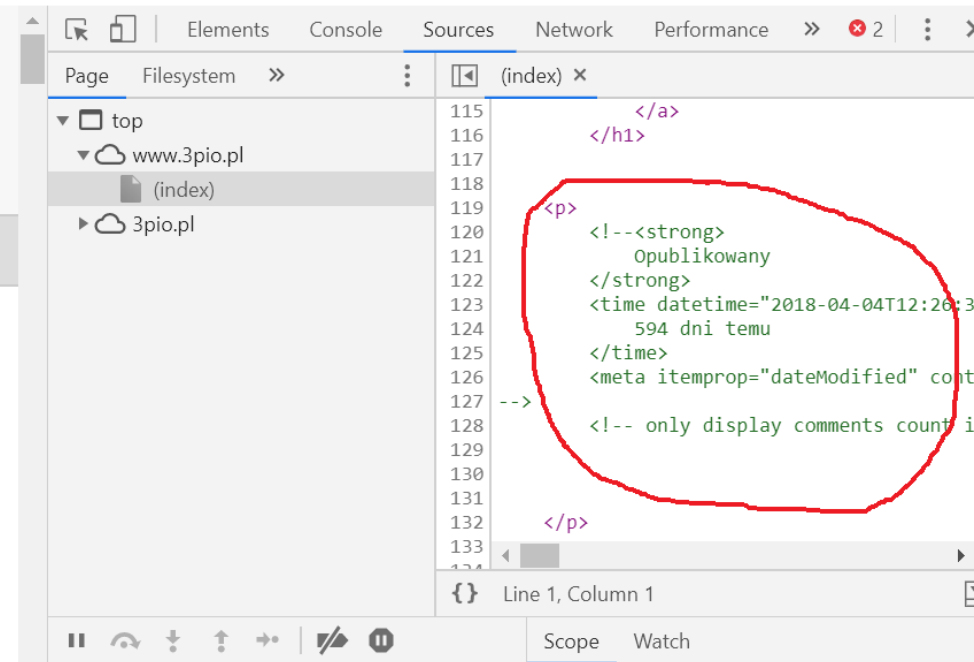 Elements Console Sources Network Performance 2
Page Filesystem
(index) ×
top
www.3pio.pl
(index)
3pio.pl
115 </a>
116 </h1>
117
118
119 <p>
120 <!--<strong>
121 Opublikowany
122 </strong>
123 <time datetime="2018-04-04T12:26:3
124 594 dni temu
125 </time>
126 <meta itemprop="dateModified" cont
127 -->
128 <!-- only display comments count i
129
130
131
132 </p>
133
{} Line 1, Column 1
Scope Watch